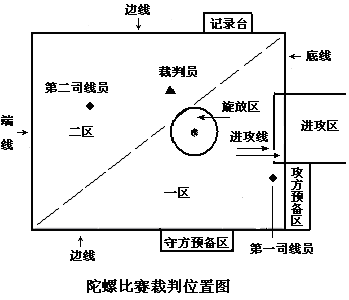 边线
记录台
底线
裁判员
第二司线员
旋放区
进攻区
端线
二区
进攻线
一区
攻方预备区
边线
守方预备区
第一司线员
陀螺比赛裁判位置图